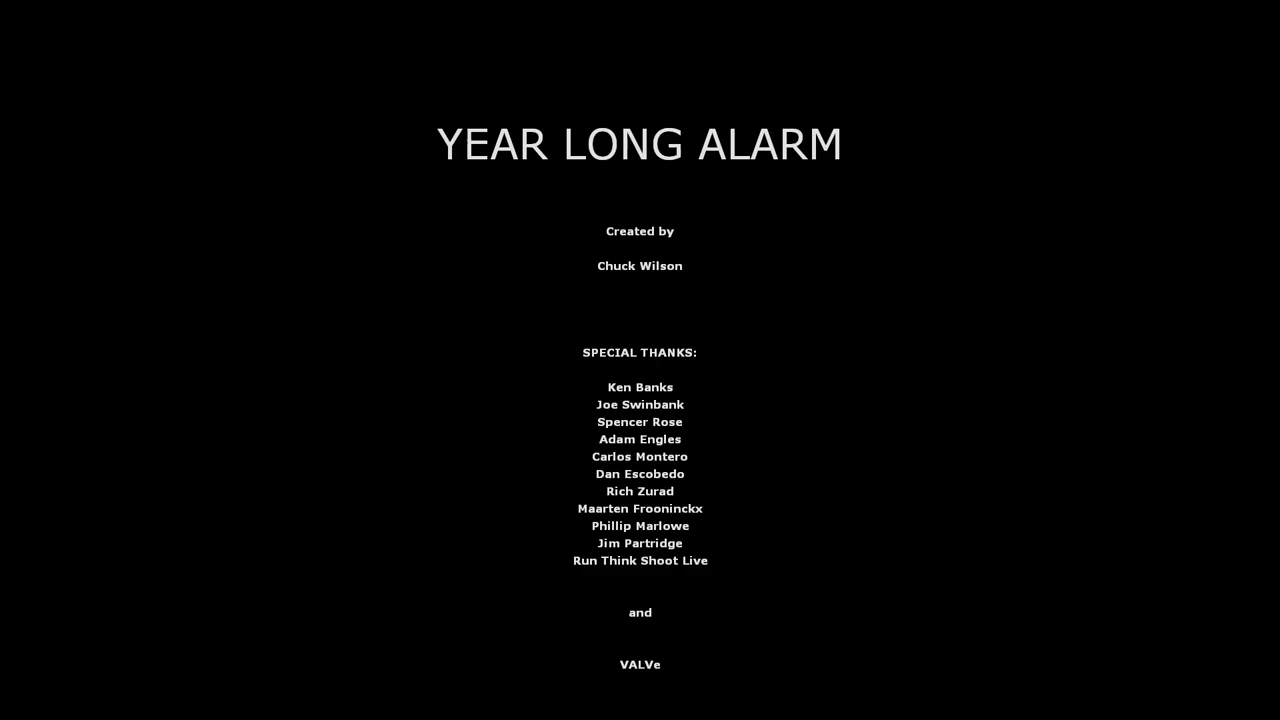 YEAR LONG ALARM
Created by
Chuck Wilson
SPECIAL THANKS:
Ken Banks
Joe Swinbank
Spencer Rose
Adam Engles
Carlos Montero
Dan Escobedo
Rich Zurad
Maarten Frooninckx
Phillip Marlowe
Jim Partridge
Run Think Shoot Live
and
VALVe